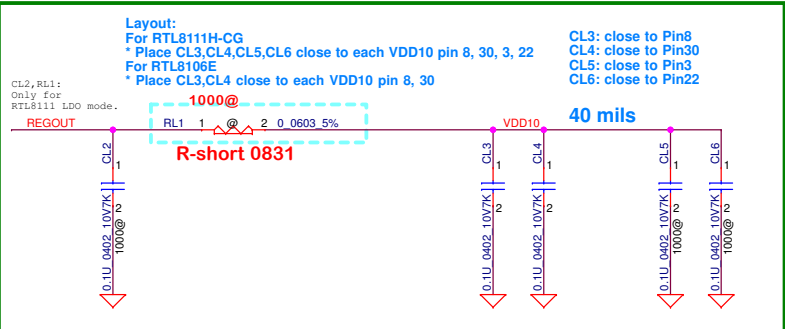 Layout:
For RTL8111H-CG
* Place CL3,CL4,CL5,CL6 close to each VDD10 pin 8, 30, 3, 22
For RTL8106E
* Place CL3,CL4 close to each VDD10 pin 8, 30
CL3: close to Pin8
CL4: close to Pin30
CL5: close to Pin3
CL6: close to Pin22
CL2,RL1:
Only for
RTL8111 LDO mode.
1000@
REGOUT
RL1 1 @ 2 0_0603_5%
VDD10
40 mils
R-short 0831
CL2
1
2
0.1U_0402_10V7K
1000@
CL3
1
2
0.1U_0402_10V7K
CL4
1
2
0.1U_0402_10V7K
CL5
1
2
0.1U_0402_10V7K
1000@
CL6
1
2
0.1U_0402_10V7K
1000@